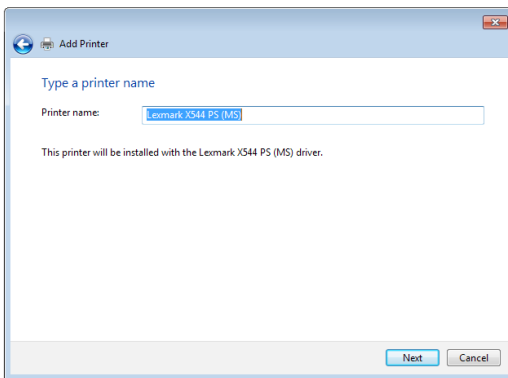 Add Printer
Type a printer name
Printer name: Lexmark X544 PS (MS)
This printer will be installed with the Lexmark X544 PS (MS) driver.
Next Cancel